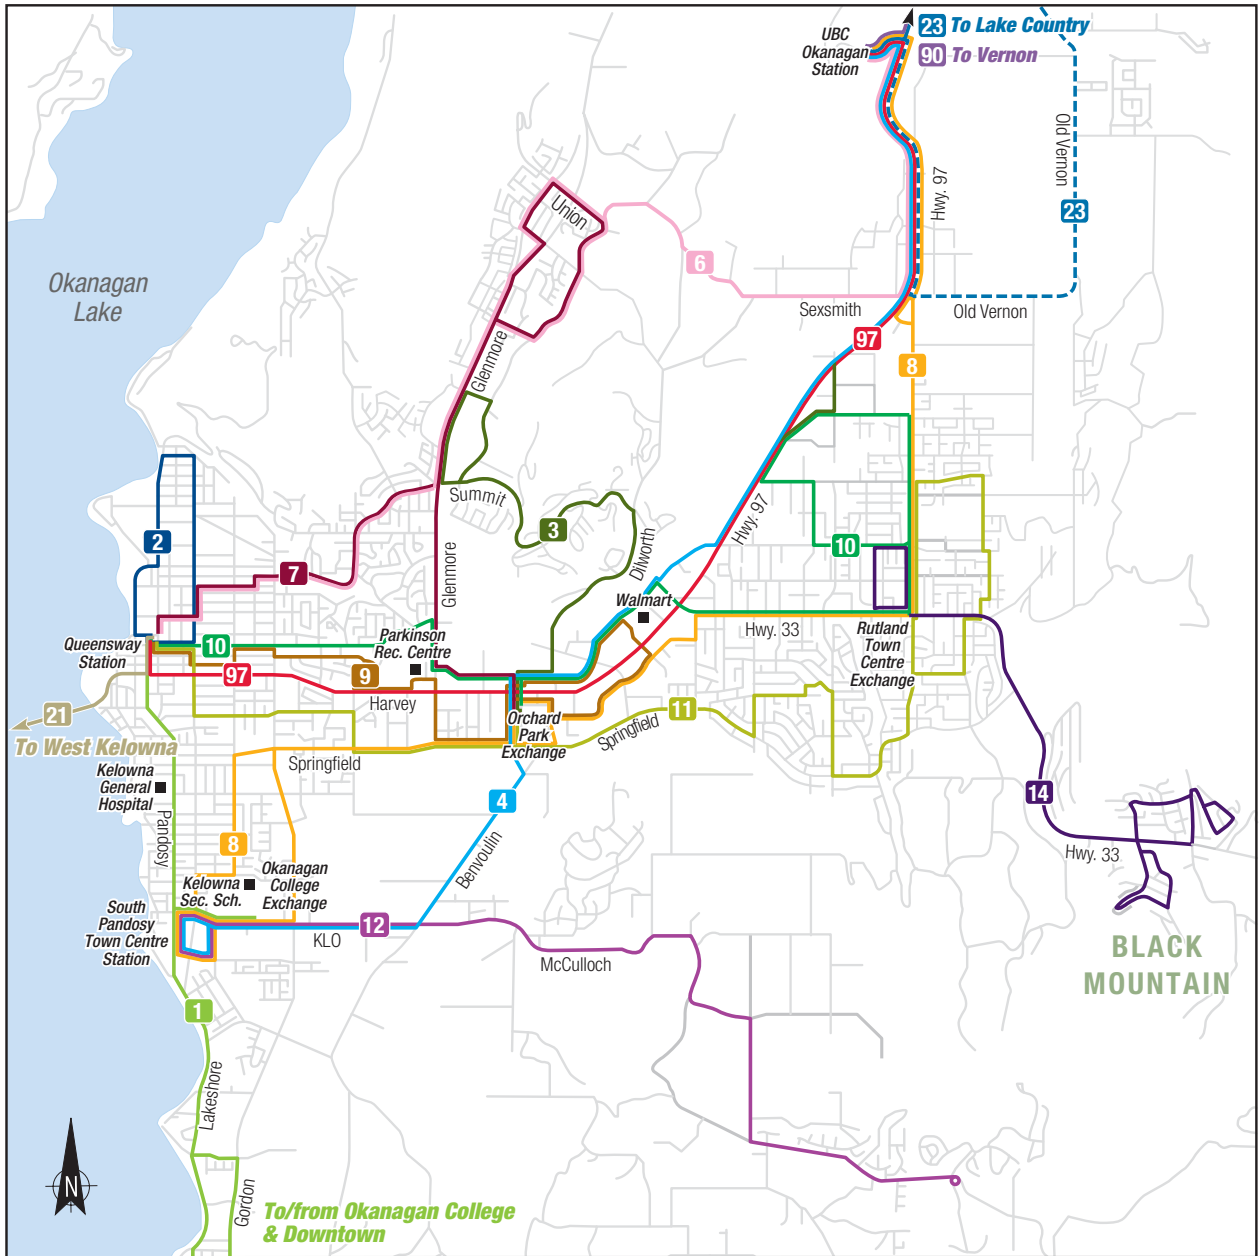 UBC
Okanagan
Station
23 To Lake Country
90 To Vernon
Old Vernon
23
Hwy. 97
Union
6
Okanagan
Lake
Sexsmith
Old Vernon
97
8
Glenmore
Summit
3
Hwy. 97
2
10
Dilworth
7
Glenmore
Walmart
Queensway
Station
10
Parkinson
Rec. Centre
Hwy. 33
Rutland
Town
Centre
Exchange
97
9
Harvey
21
To West Kelowna
Orchard
Park
Exchange
11
Springfield
Springfield
Kelowna
General
Hospital
4
14
Pandosy
8
Benvoulin
Hwy. 33
Okanagan
College
Exchange
Kelowna
Sec. Sch.
South
Pandosy
Town Centre
Station
12
KLO
McCulloch
BLACK
MOUNTAIN
1
Lakeshore
N
Gordon
To/from Okanagan College
& Downtown